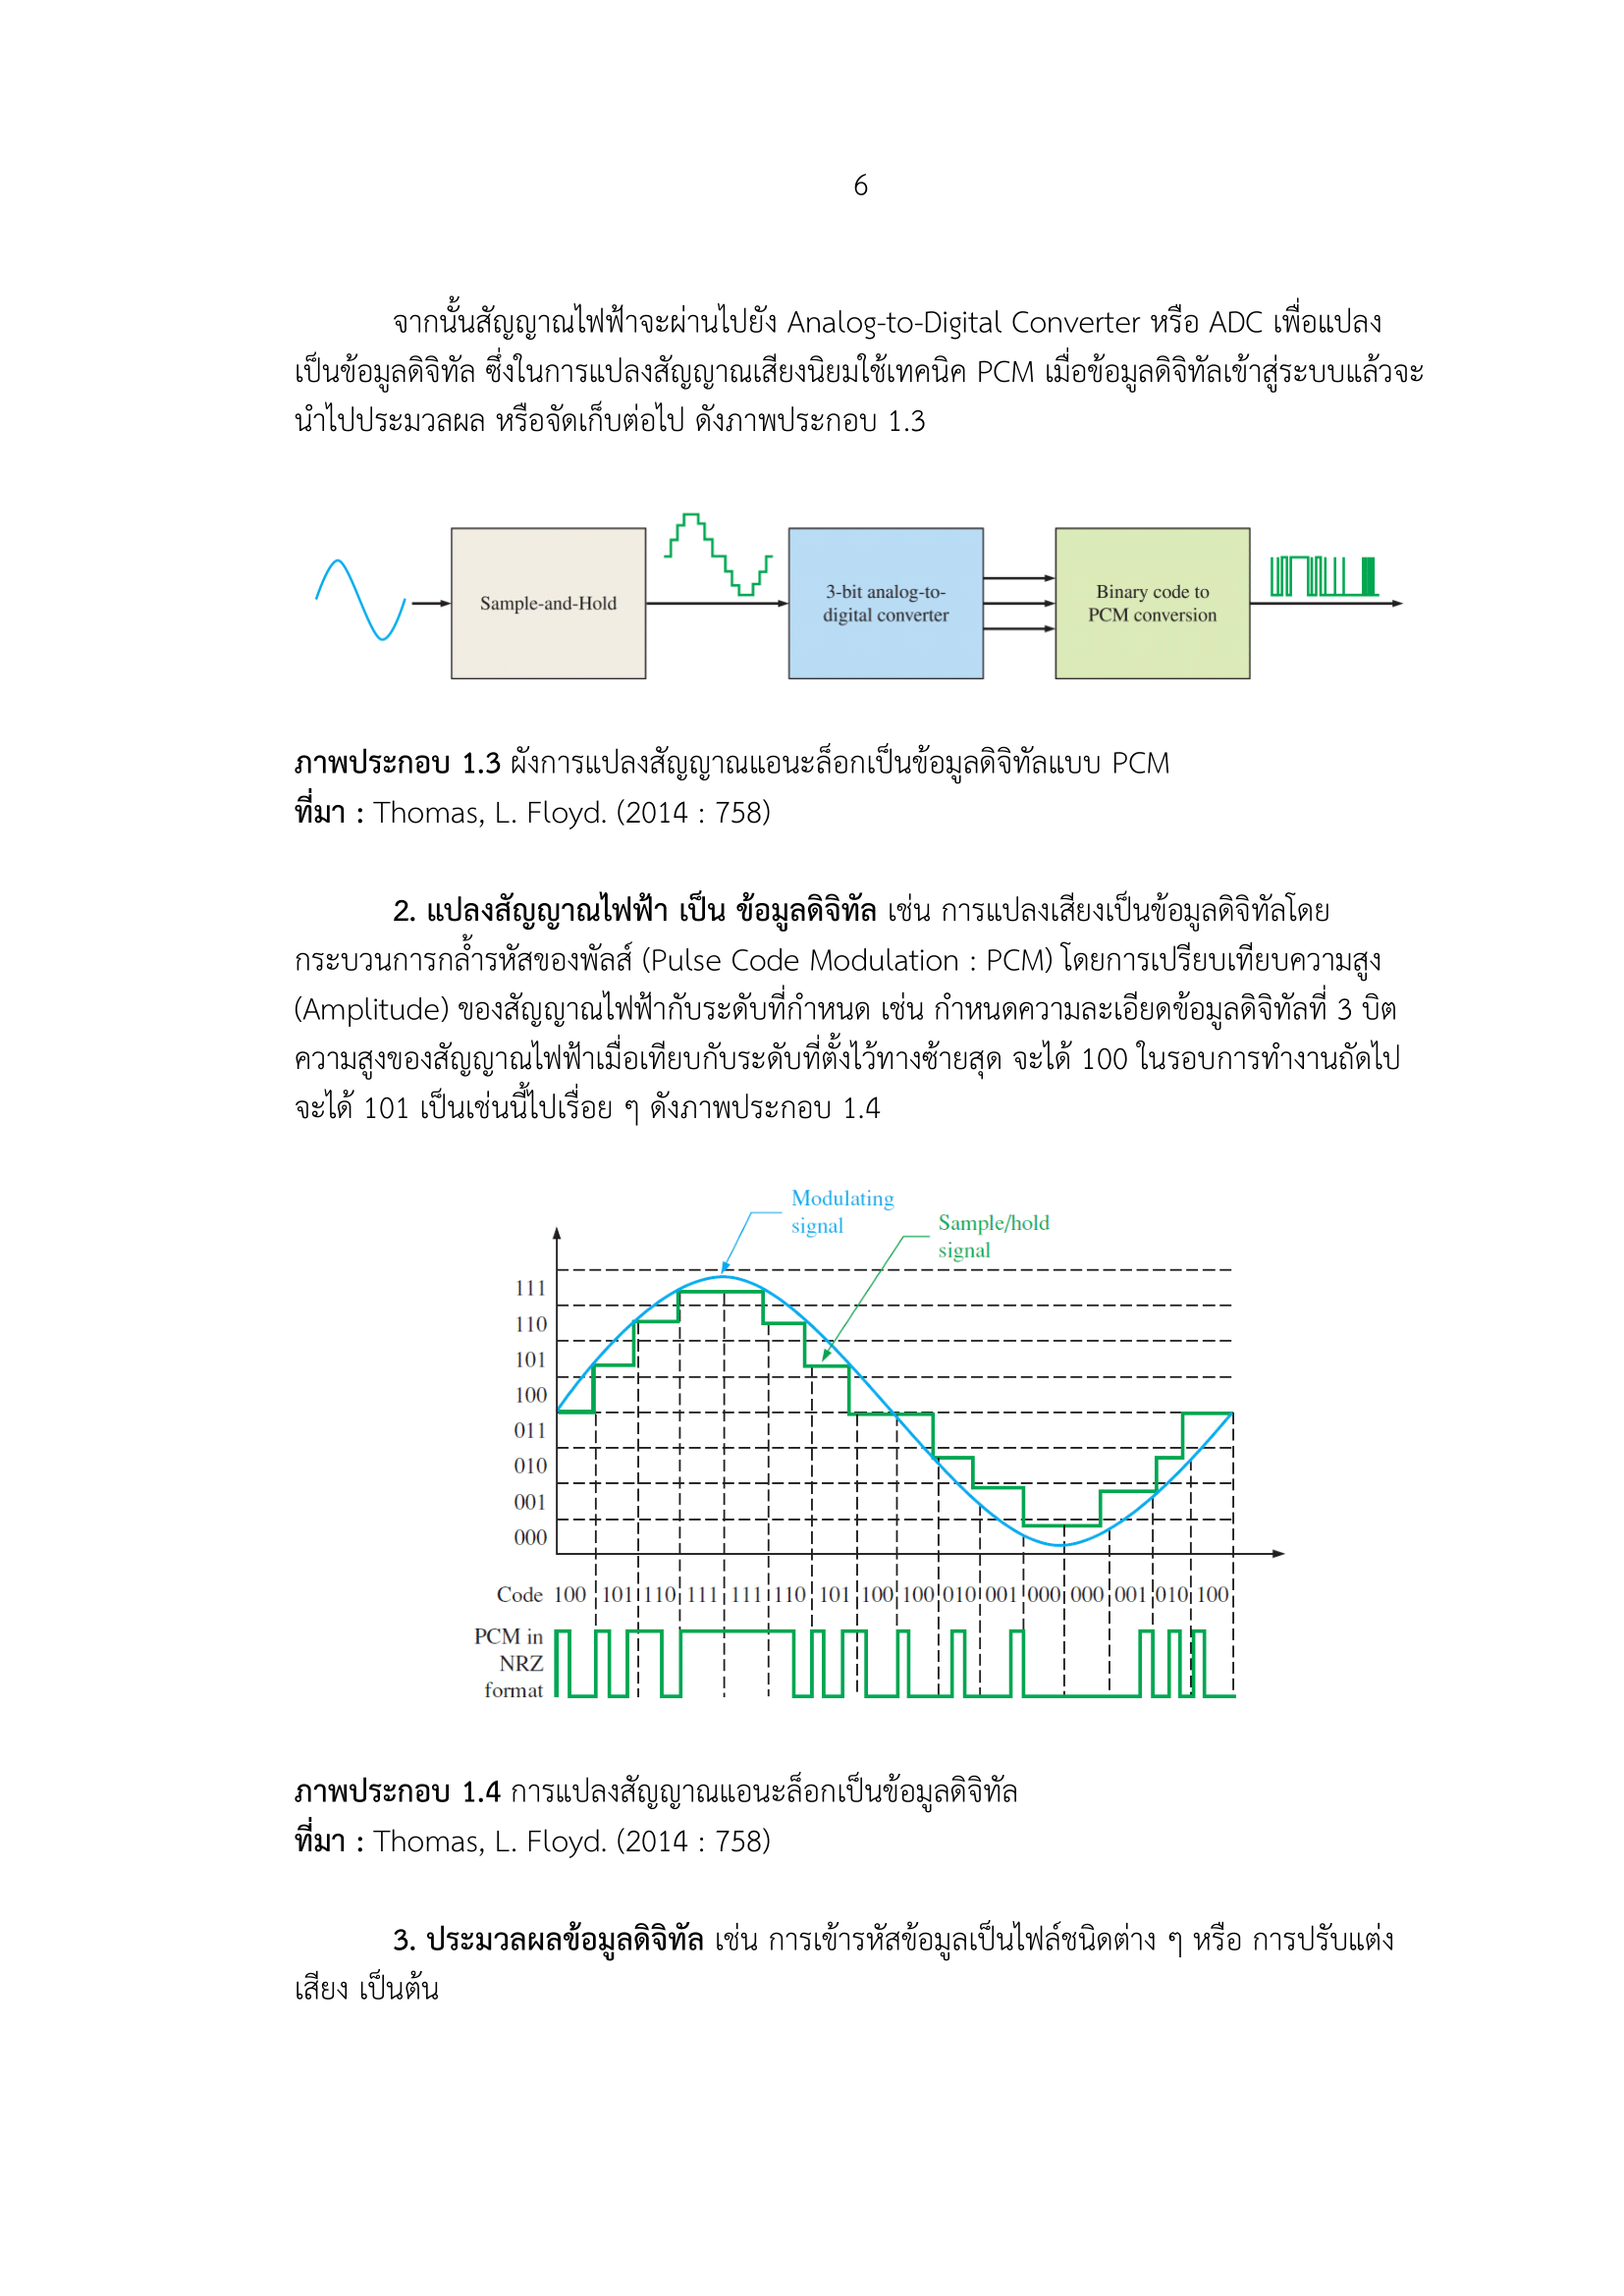 6
จากนั้นสัญญาณไฟฟ้าจะผ่านไปยัง Analog-to-Digital Converter หรือ ADC เพื่อแปลง
เป็นข้อมูลดิจิทัล ซึ่งในการแปลงสัญญาณเสียงนิยมใช้เทคนิค PCM เมื่อข้อมูลดิจิทัลเข้าสู่ระบบแล้วจะ
นำไปประมวลผล หรือจัดเก็บต่อไป ดังภาพประกอบ 1.3
Sample-and-Hold
3-bit analog-to-
digital converter
Binary code to
PCM conversion
ภาพประกอบ 1.3 ผังการแปลงสัญญาณแอนะล็อกเป็นข้อมูลดิจิทัลแบบ PCM
ที่มา : Thomas, L. Floyd. (2014 : 758)
2. แปลงสัญญาณไฟฟ้า เป็น ข้อมูลดิจิทัล เช่น การแปลงเสียงเป็นข้อมูลดิจิทัลโดย
กระบวนการกล้ำรหัสของพัลส์ (Pulse Code Modulation : PCM) โดยการเปรียบเทียบความสูง
(Amplitude) ของสัญญาณไฟฟ้ากับระดับที่กำหนด เช่น กำหนดความละเอียดข้อมูลดิจิทัลที่ 3 บิต
ความสูงของสัญญาณไฟฟ้าเมื่อเทียบกับระดับที่ตั้งไว้ทางซ้ายสุด จะได้ 100 ในรอบการทำงานถัดไป
จะได้ 101 เป็นเช่นนี้ไปเรื่อย ๆ ดังภาพประกอบ 1.4
Modulating
signal
Sample/hold
signal
111
110
101
100
011
010
001
000
Code 100 101 110 111 111 110 101 100 100 010 001 000 000 001 010 100
PCM in
NRZ
format
ภาพประกอบ 1.4 การแปลงสัญญาณแอนะล็อกเป็นข้อมูลดิจิทัล
ที่มา : Thomas, L. Floyd. (2014 : 758)
3. ประมวลผลข้อมูลดิจิทัล เช่น การเข้ารหัสข้อมูลเป็นไฟล์ชนิดต่าง ๆ หรือ การปรับแต่ง
เสียง เป็นต้น